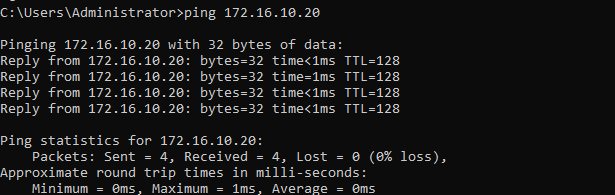 C:\Users\Administrator>ping 172.16.10.20
Pinging 172.16.10.20 with 32 bytes of data:
Reply from 172.16.10.20: bytes=32 time<1ms TTL=128
Reply from 172.16.10.20: bytes=32 time<1ms TTL=128
Reply from 172.16.10.20: bytes=32 time=1ms TTL=128
Reply from 172.16.10.20: bytes=32 time<1ms TTL=128
Ping statistics for 172.16.10.20:
    Packets: Sent = 4, Received = 4, Lost = 0 (0% loss),
Approximate round trip times in milli-seconds:
    Minimum = 0ms, Maximum = 1ms, Average = 0ms